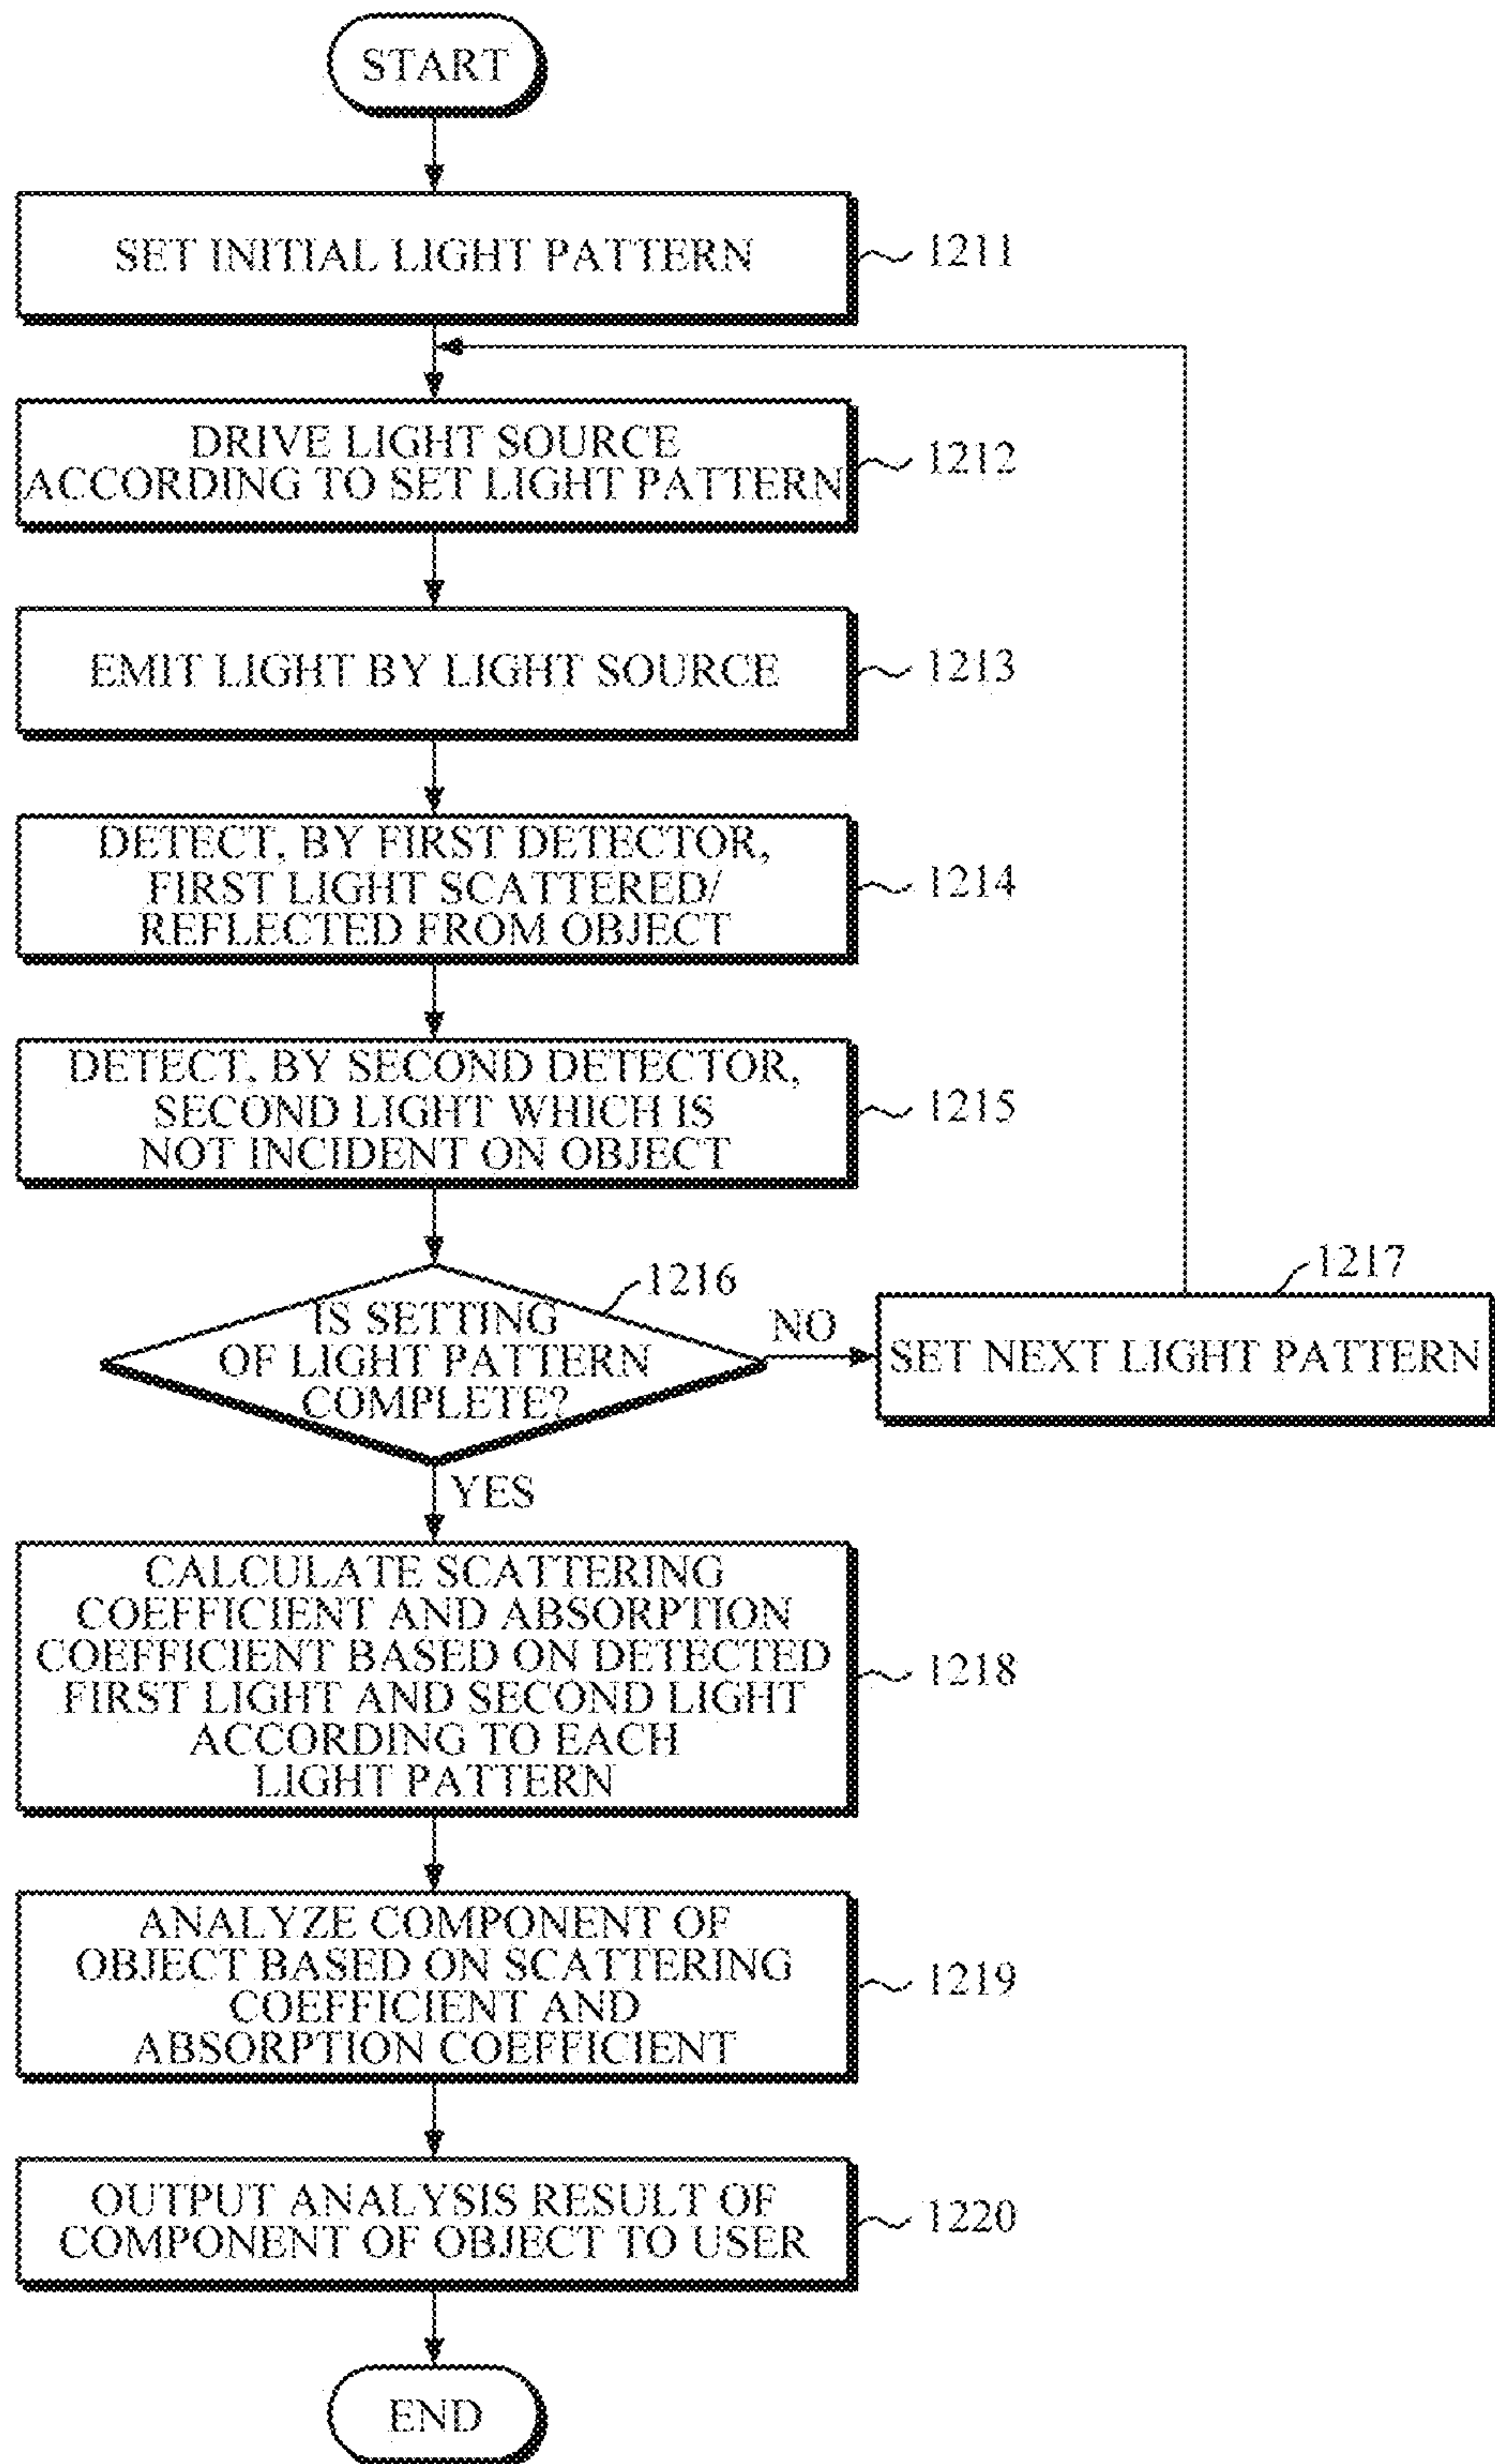 START
SET INITIAL LIGHT PATTERN
1211
DRIVE LIGHT SOURCE
ACCORDING TO SET LIGHT PATTERN
1212
EMIT LIGHT BY LIGHT SOURCE
1213
DETECT, BY FIRST DETECTOR,
FIRST LIGHT SCATTERED/
REFLECTED FROM OBJECT
1214
DETECT, BY SECOND DETECTOR,
SECOND LIGHT WHICH IS
NOT INCIDENT ON OBJECT
1215
1216
IS SETTING
OF LIGHT PATTERN
COMPLETE?
NO
1217
SET NEXT LIGHT PATTERN
YES
CALCULATE SCATTERING
COEFFICIENT AND ABSORPTION
COEFFICIENT BASED ON DETECTED
FIRST LIGHT AND SECOND LIGHT
ACCORDING TO EACH
LIGHT PATTERN
1218
ANALYZE COMPONENT OF
OBJECT BASED ON SCATTERING
COEFFICIENT AND
ABSORPTION COEFFICIENT
1219
OUTPUT ANALYSIS RESULT OF
COMPONENT OF OBJECT TO USER
1220
END